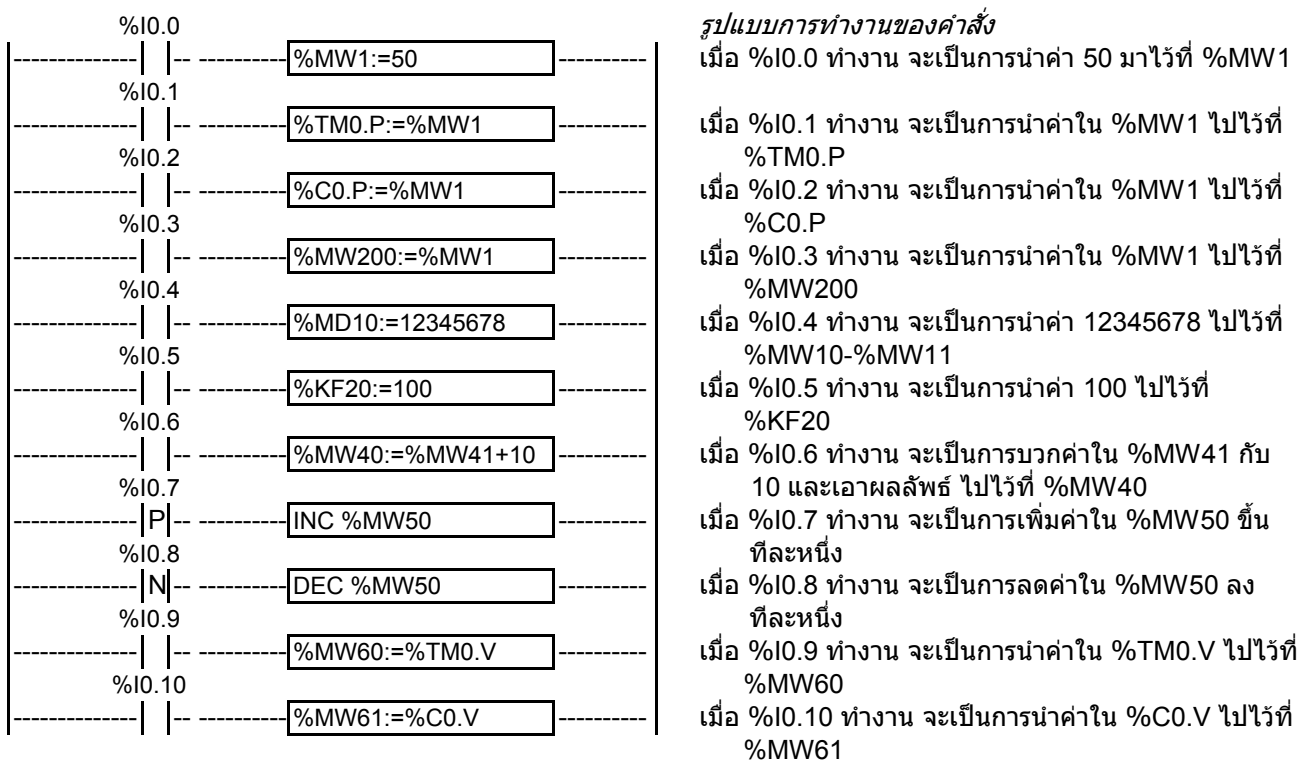 %I0.0
รูปแบบการทำงานของคำสั่ง
%MW1:=50
เมื่อ %I0.0 ทำงาน จะเป็นการนำค่า 50 มาไว้ที่ %MW1
%I0.1
%TM0.P:=%MW1
เมื่อ %I0.1 ทำงาน จะเป็นการนำค่าใน %MW1 ไปไว้ที่
%TM0.P
%I0.2
%C0.P:=%MW1
เมื่อ %I0.2 ทำงาน จะเป็นการนำค่าใน %MW1 ไปไว้ที่
%C0.P
%I0.3
%MW200:=%MW1
เมื่อ %I0.3 ทำงาน จะเป็นการนำค่าใน %MW1 ไปไว้ที่
%MW200
%I0.4
%MD10:=12345678
เมื่อ %I0.4 ทำงาน จะเป็นการนำค่า 12345678 ไปไว้ที่
%MW10-%MW11
%I0.5
%KF20:=100
เมื่อ %I0.5 ทำงาน จะเป็นการนำค่า 100 ไปไว้ที่
%KF20
%I0.6
%MW40:=%MW41+10
เมื่อ %I0.6 ทำงาน จะเป็นการบวกค่าใน %MW41 กับ
10 และเอาผลลัพธ์ ไปไว้ที่ %MW40
%I0.7
P INC %MW50
เมื่อ %I0.7 ทำงาน จะเป็นการเพิ่มค่าใน %MW50 ขึ้น
ทีละหนึ่ง
%I0.8
N DEC %MW50
เมื่อ %I0.8 ทำงาน จะเป็นการลดค่าใน %MW50 ลง
ทีละหนึ่ง
%I0.9
%MW60:=%TM0.V
เมื่อ %I0.9 ทำงาน จะเป็นการนำค่าใน %TM0.V ไปไว้ที่
%MW60
%I0.10
%MW61:=%C0.V
เมื่อ %I0.10 ทำงาน จะเป็นการนำค่าใน %C0.V ไปไว้ที่
%MW61